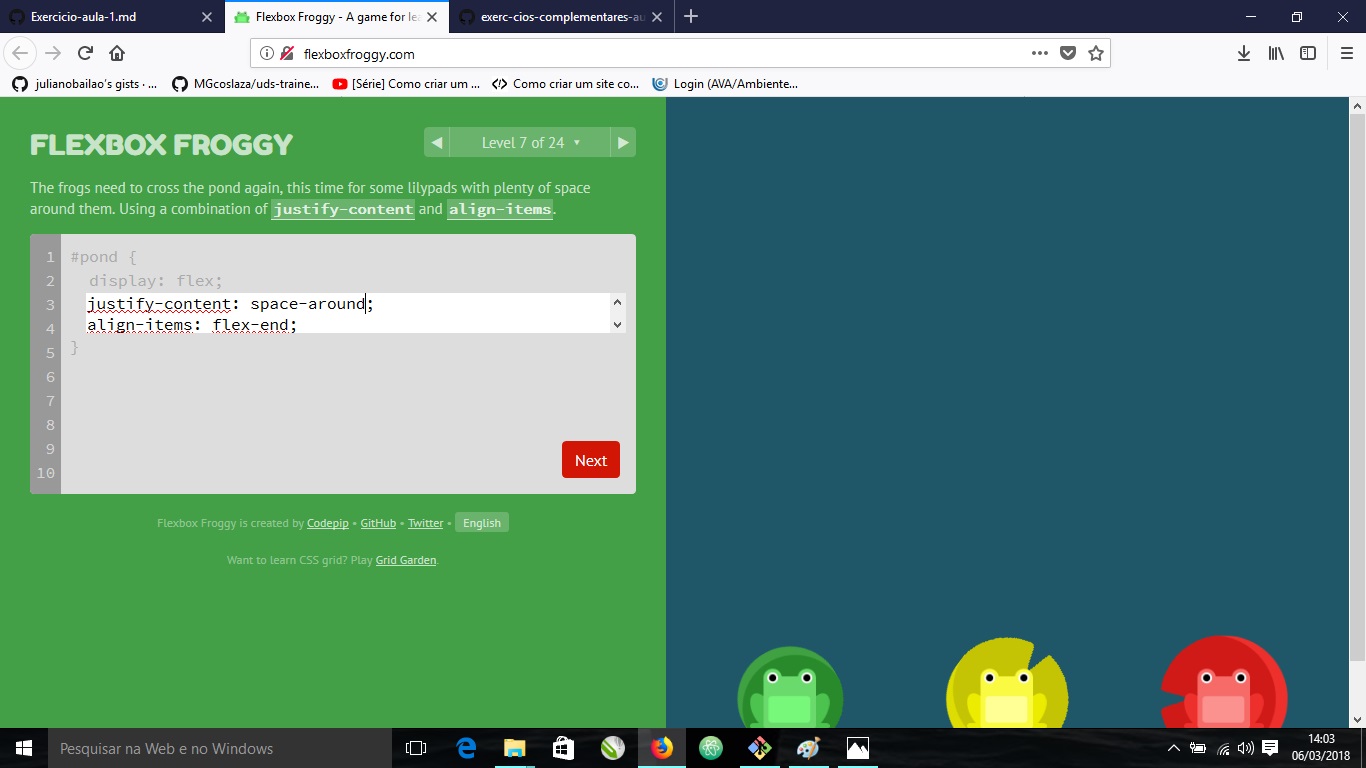 Exercicio-aula-1.md
Flexbox Froggy - A game for lea
exerc-cios-complementares-au
flexboxfroggy.com
julianobailao's gists · ...
MGcoslaza/uds-traine...
[Série] Como criar um ...
Como criar um site co...
Login (AVA/Ambiente...
FLEXBOX FROGGY
Level 7 of 24 ▼
The frogs need to cross the pond again, this time for some lilypads with plenty of space
around them. Using a combination of justify-content and align-items.
1 #pond {
2 display: flex;
3 justify-content: space-around;
4 align-items: flex-end;
5 }
6
7
8
9
10
Next
Flexbox Froggy is created by Codepip • GitHub • Twitter • English
Want to learn CSS grid? Play Grid Garden.
Pesquisar na Web e no Windows
14:03
06/03/2018